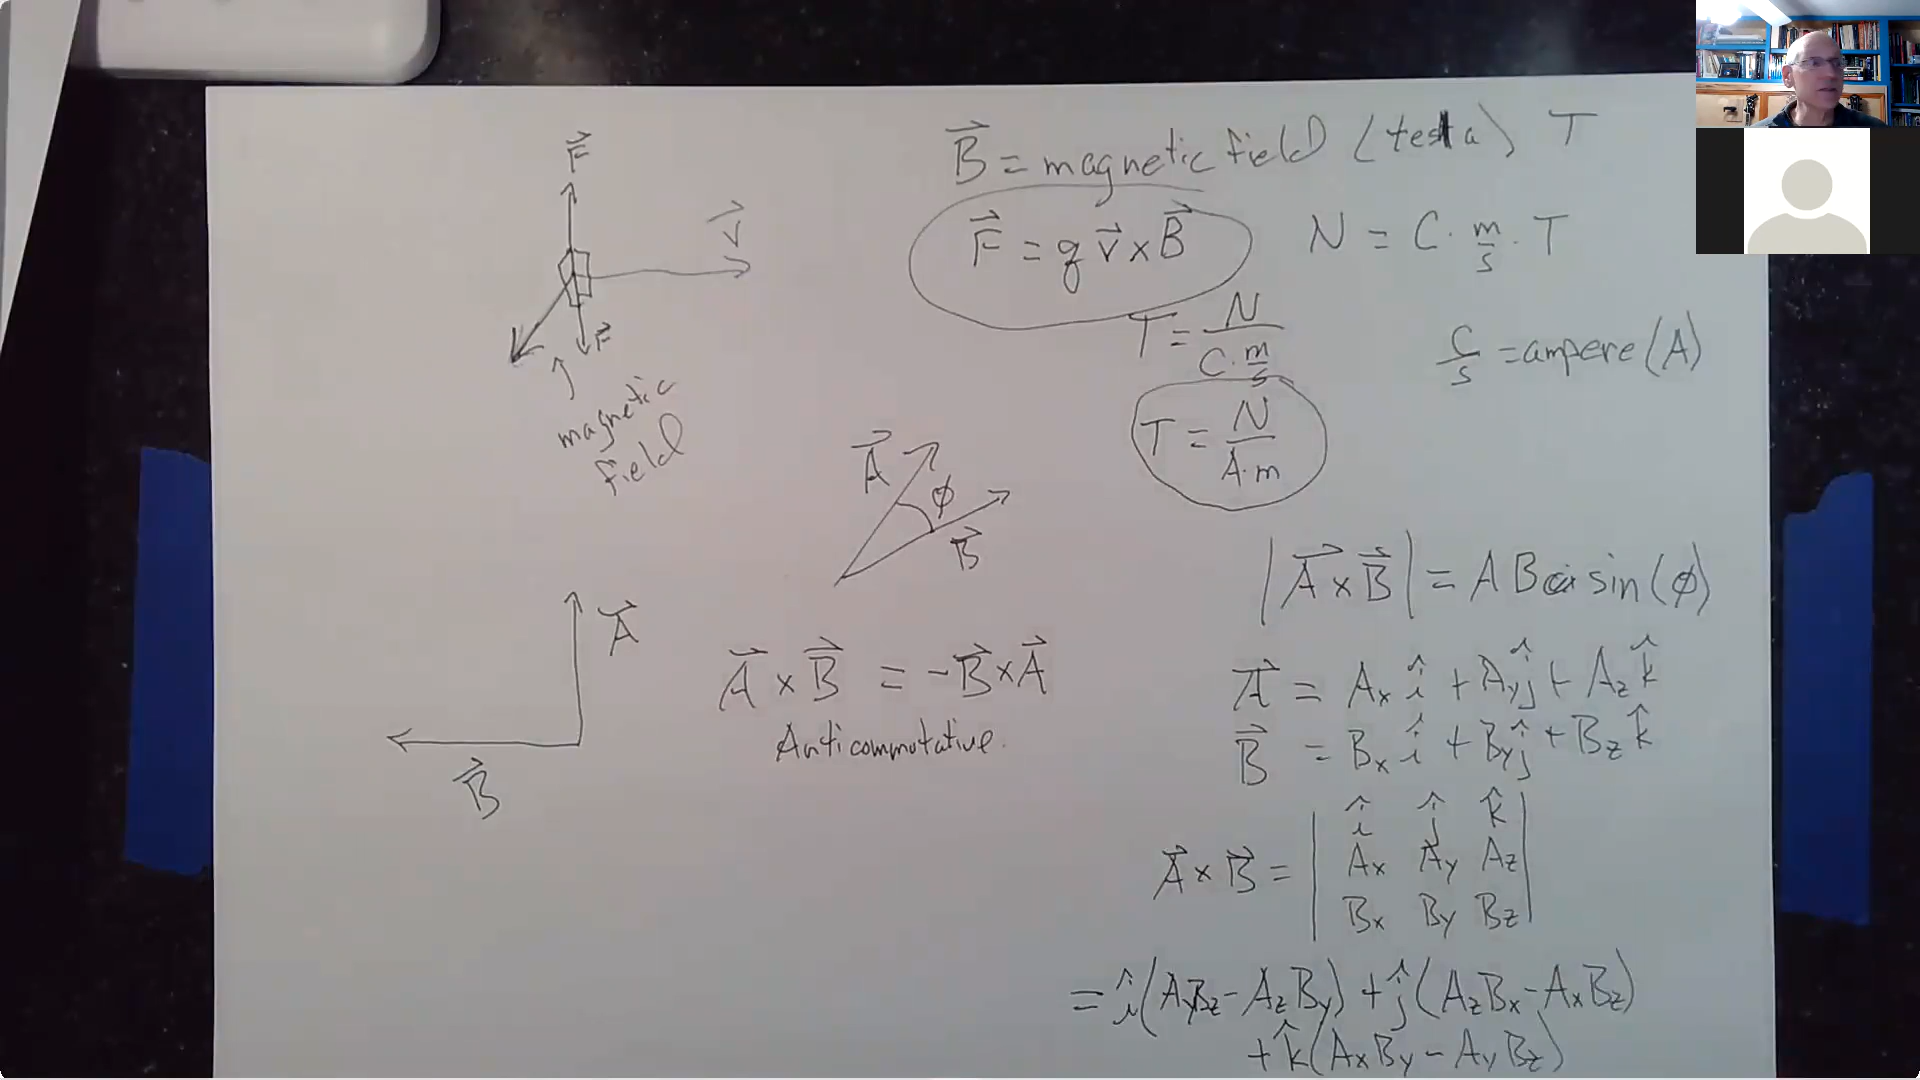 B⃗ = magnetic field (tesla) T
F⃗ = q v⃗ × B⃗
N = C · m/s · T
T = N/(C · m/s)
C/s = ampere (A)
T = N/(A·m)
F⃗
v⃗
F⃗
magnetic
field
A⃗
ϕ
B⃗
|A⃗ × B⃗| = A B sin(ϕ)
A⃗
B⃗
A⃗ × B⃗ = -B⃗ × A⃗
Anticommutative.
A⃗ = Ax î + Ay ĵ + Az k̂
B⃗ = Bx î + By ĵ + Bz k̂
A⃗ × B⃗ = | î ĵ k̂
Ax Ay Az
Bx By Bz |
= î(AyBz - AzBy) + ĵ(AzBx - AxBz)
+ k̂(AxBy - AyBz)